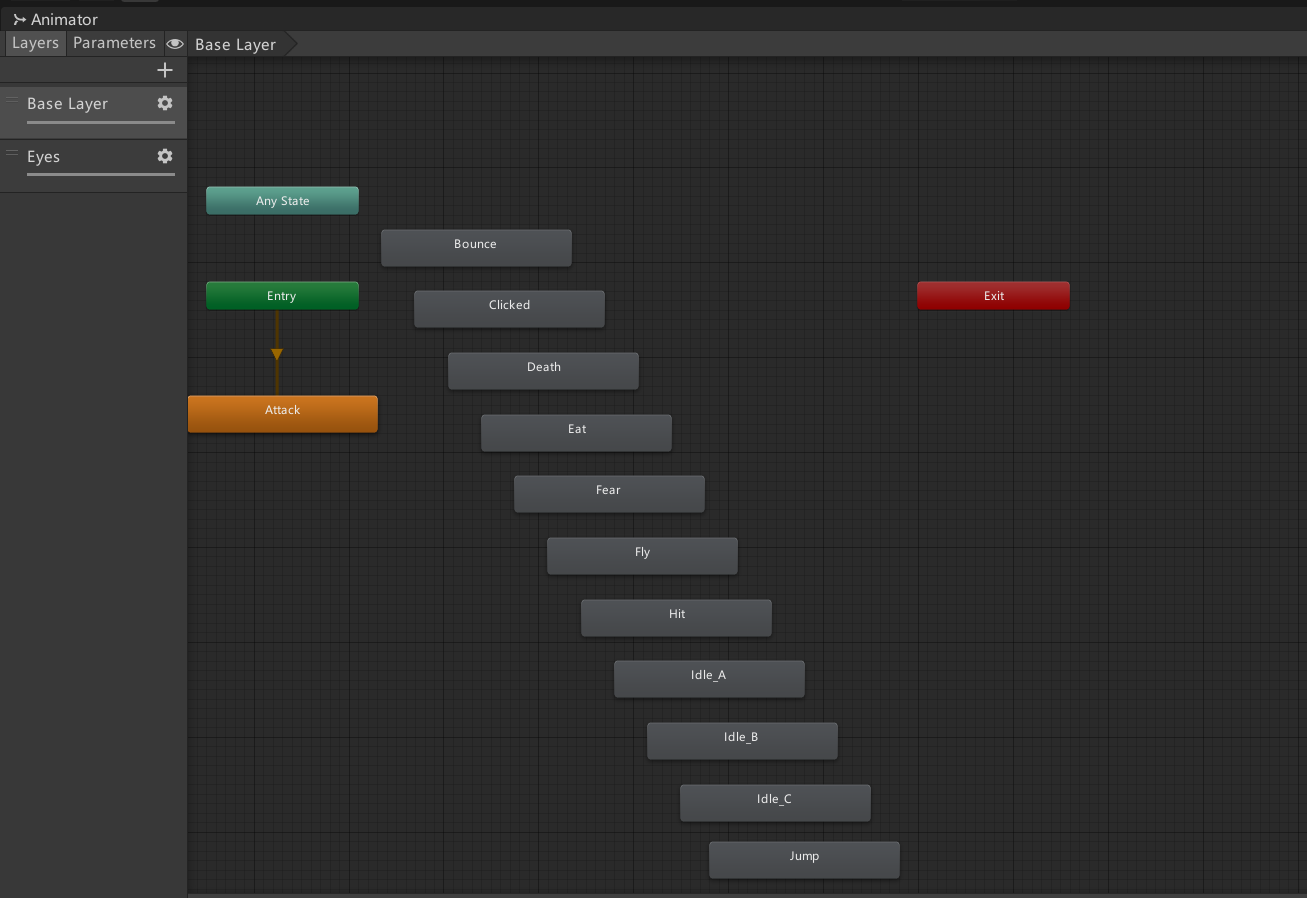 Animator
Layers
Parameters
Base Layer
Base Layer
Eyes
Any State
Bounce
Entry
Clicked
Exit
Death
Attack
Eat
Fear
Fly
Hit
Idle_A
Idle_B
Idle_C
Jump